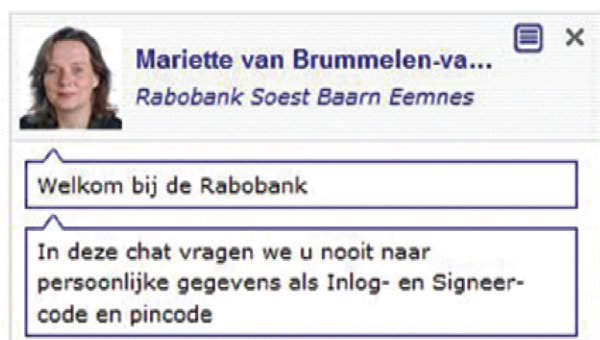 Mariette van Brummelen-va...
Rabobank Soest Baarn Eemnes
Welkom bij de Rabobank
In deze chat vragen we u nooit naar
persoonlijke gegevens als Inlog- en Signeer-
code en pincode